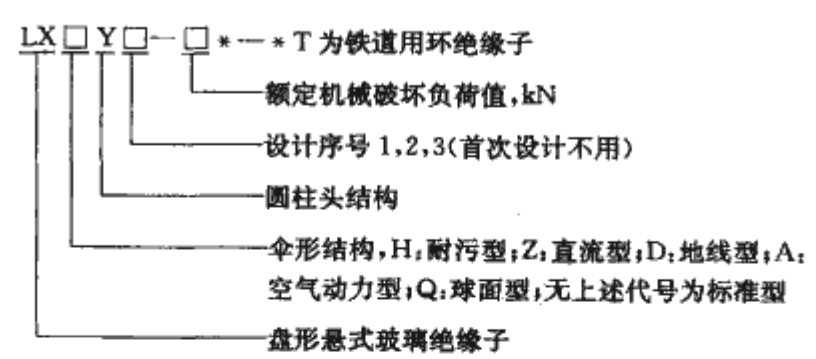 LX□Y□—□*—*T为铁道用环绝缘子
额定机械破坏负荷值,kN
设计序号1,2,3(首次设计不用)
圆柱头结构
伞形结构,H:耐污型;Z:直流型;D:地线型;A:
空气动力型;Q:球面型;无上述代号为标准型
盘形悬式玻璃绝缘子